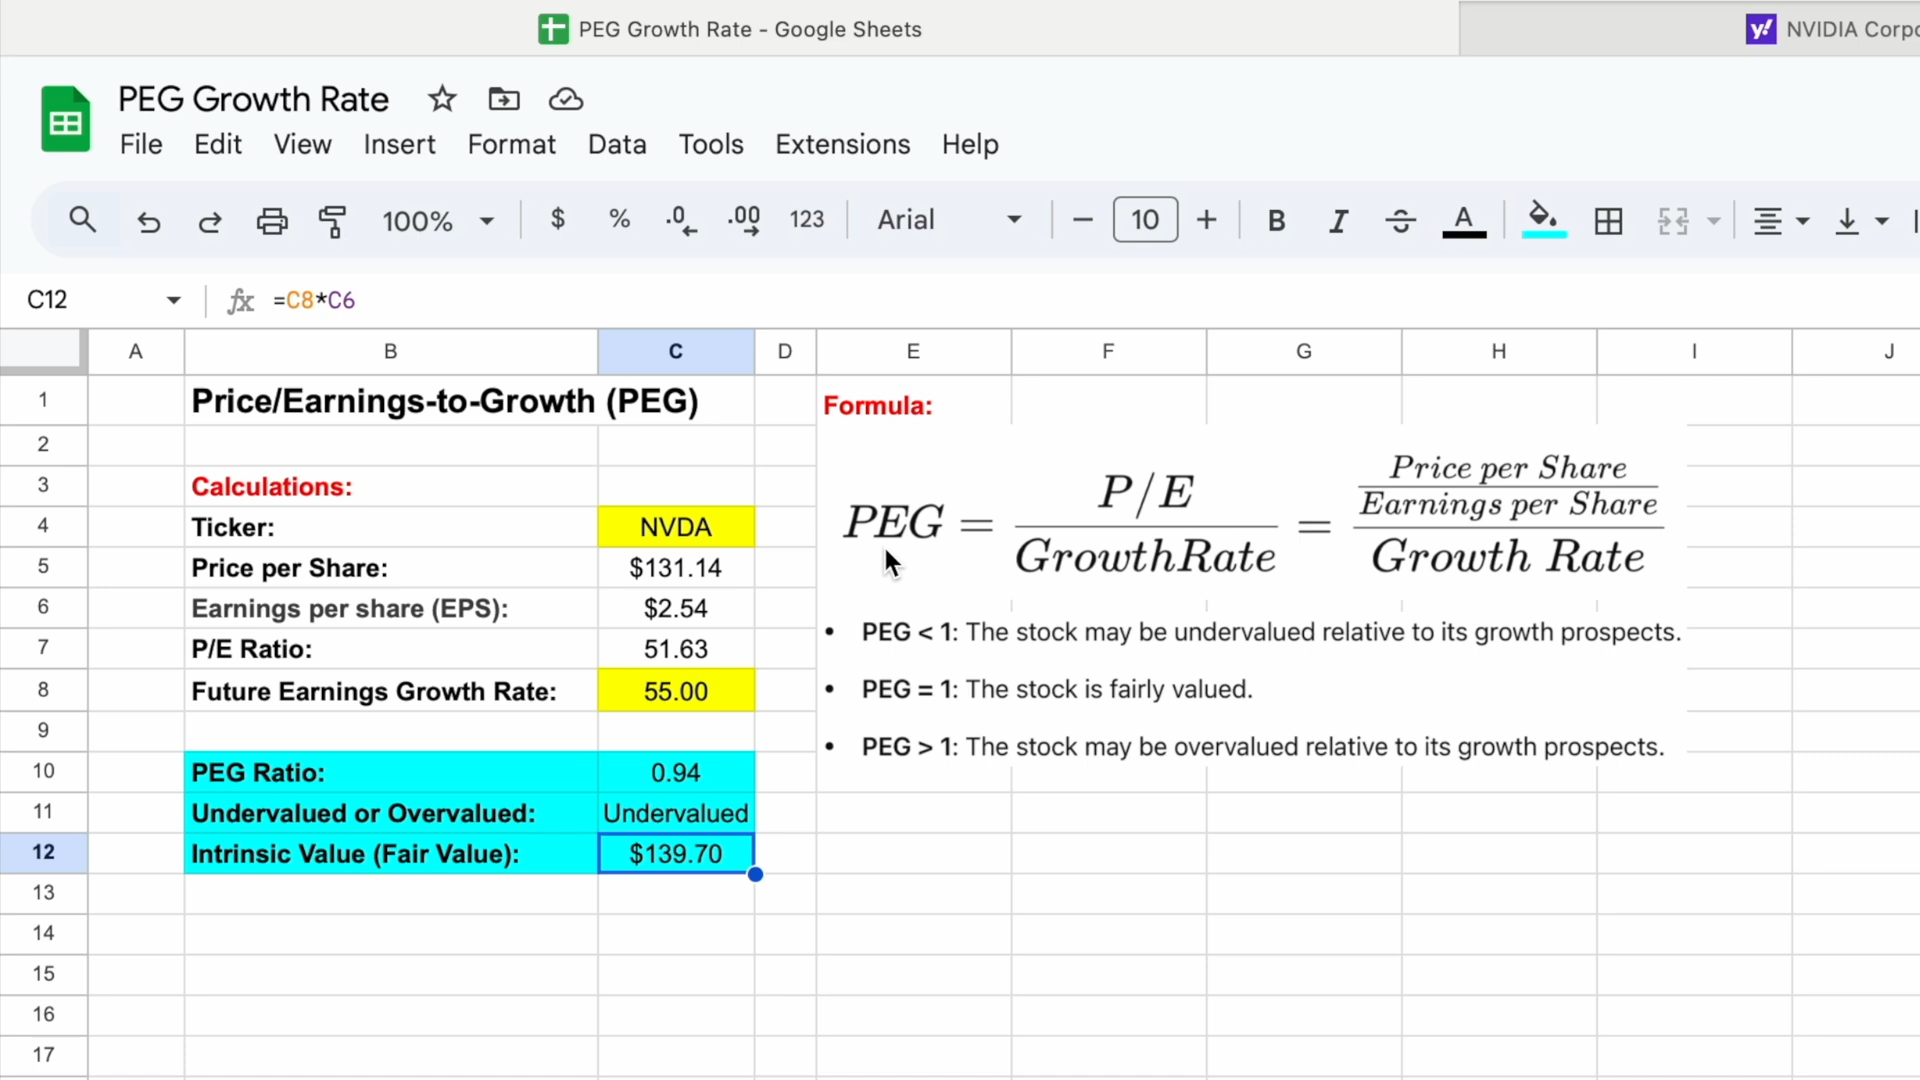 PEG Growth Rate - Google Sheets
NVIDIA Corpo
PEG Growth Rate
File Edit View Insert Format Data Tools Extensions Help
100% $ % .0 .00 123 Arial 10 B I S A
C12 fx =C8*C6
A B C D E F G H I J
1 Price/Earnings-to-Growth (PEG) Formula:
2
3 Calculations:
4 Ticker: NVDA
5 Price per Share: $131.14
6 Earnings per share (EPS): $2.54
7 P/E Ratio: 51.63
8 Future Earnings Growth Rate: 55.00
9
10 PEG Ratio: 0.94
11 Undervalued or Overvalued: Undervalued
12 Intrinsic Value (Fair Value): $139.70
13
14
15
16
17
PEG = P/E / GrowthRate = Price per Share / Earnings per Share / Growth Rate
• PEG < 1: The stock may be undervalued relative to its growth prospects.
• PEG = 1: The stock is fairly valued.
• PEG > 1: The stock may be overvalued relative to its growth prospects.